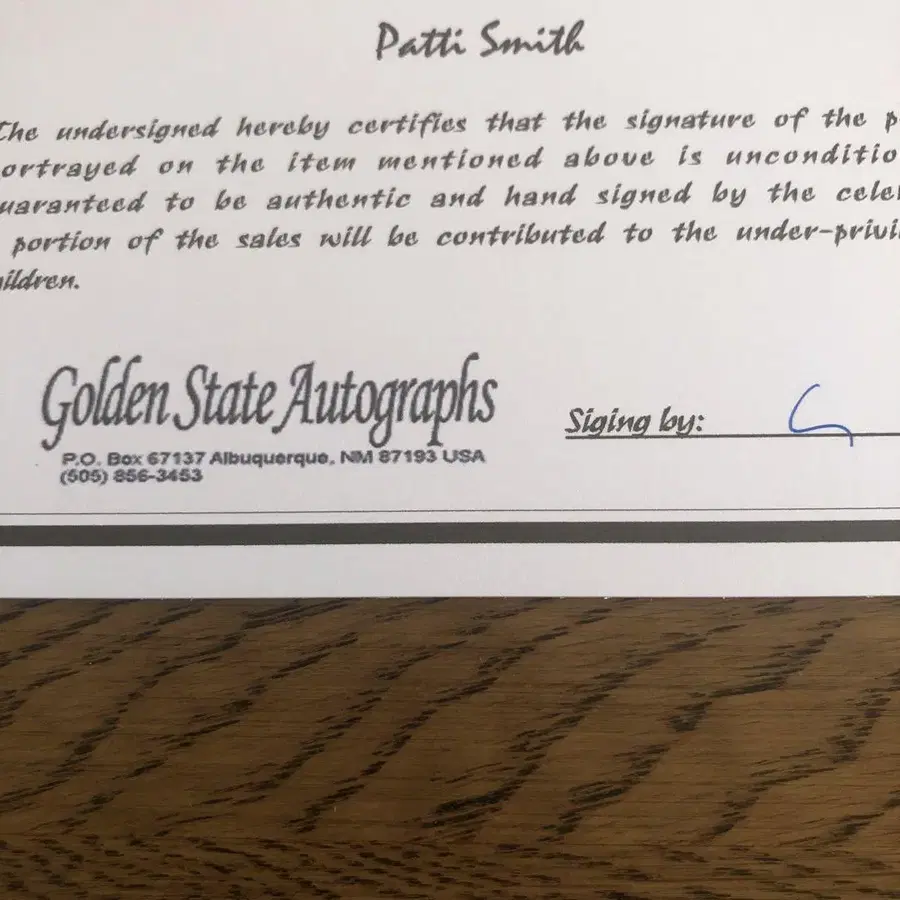 Patti Smith
The undersigned hereby certifies that the signature of the p
ortrayed on the item mentioned above is unconditio
uaranteed to be authentic and hand signed by the cele
portion of the sales will be contributed to the under-privi
ildren.
Golden State Autographs
P.O. Box 67137 Albuquerque, NM 87193 USA
(505) 856-3453
Siging by: